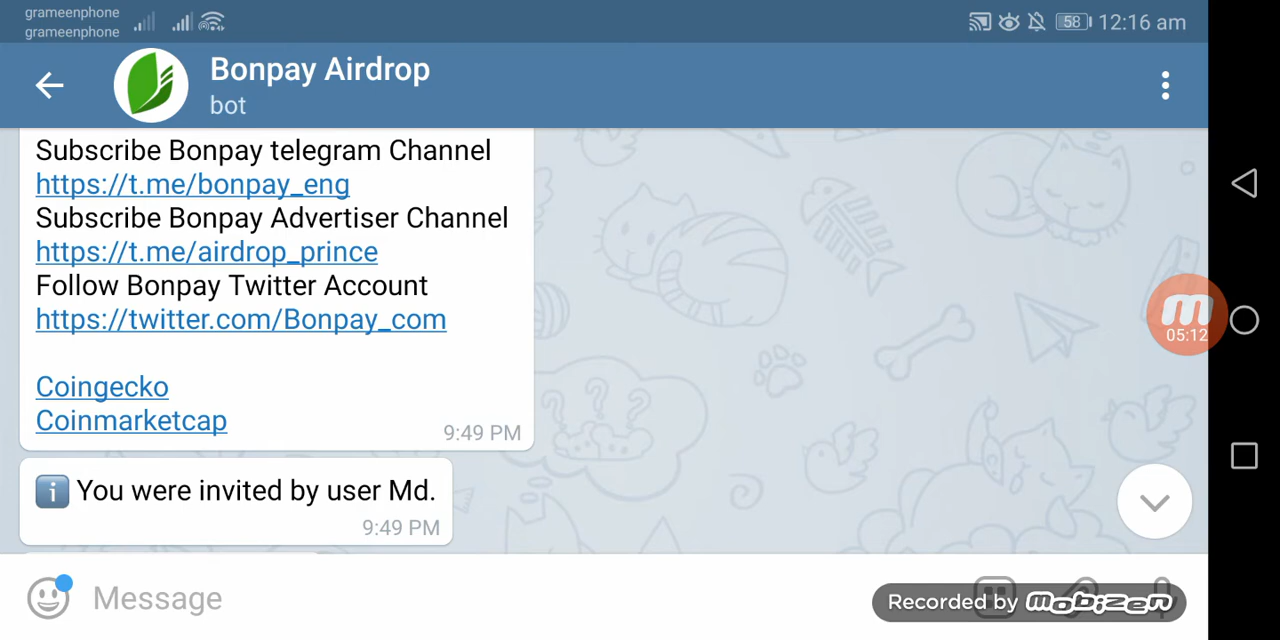 grameenphone
grameenphone
58 12:16 am
Bonpay Airdrop
bot
Subscribe Bonpay telegram Channel
https://t.me/bonpay_eng
Subscribe Bonpay Advertiser Channel
https://t.me/airdrop_prince
Follow Bonpay Twitter Account
https://twitter.com/Bonpay_com
05:12
Coingecko
Coinmarketcap
9:49 PM
You were invited by user Md.
9:49 PM
Message
Recorded by mobizen